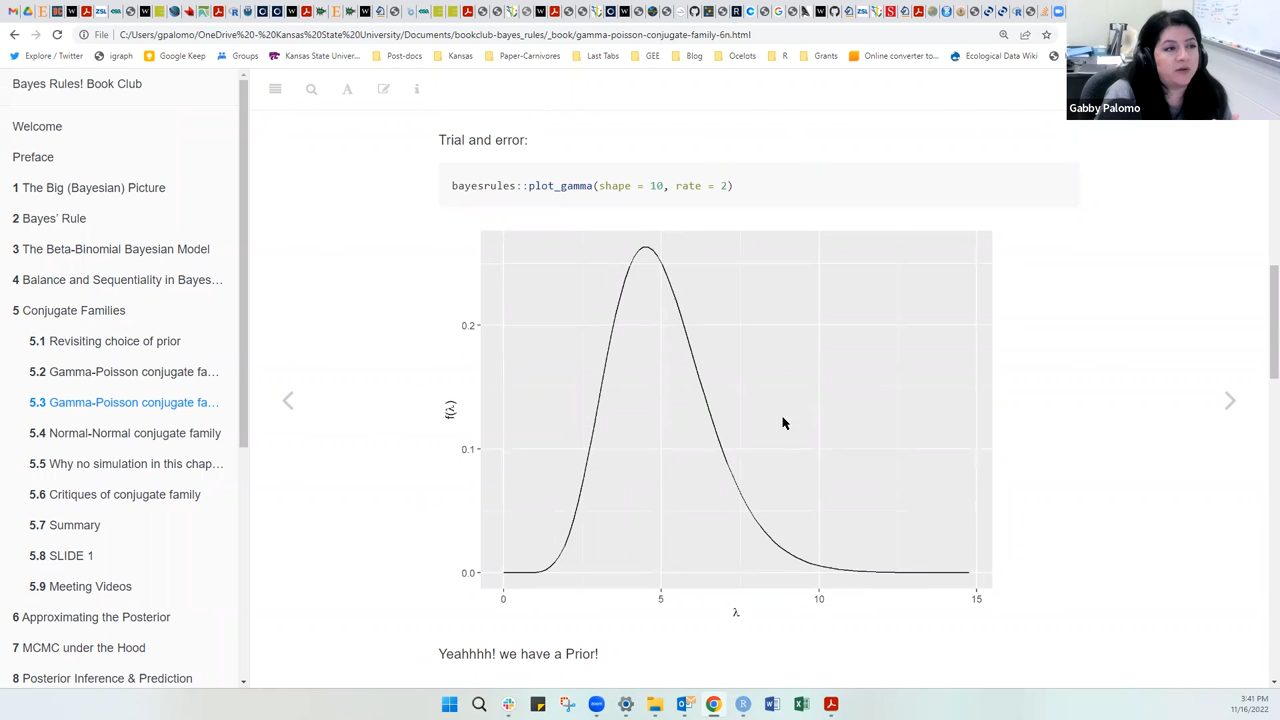 File
C:/Users/gpalomo/OneDrive%20-%20Kansas%20State%20University/Documents/bookclub-bayes_rules/_book/gamma-poisson-conjugate-family-6n.html
Explore / Twitter
igraph
Google Keep
Groups
Kansas State Univer...
Post-docs
Kansas
Paper-Carnivores
Last Tabs
GEE
Blog
Ocelots
R
Grants
Online converter to...
Ecological Data Wiki
Gabby Palomo
Bayes Rules! Book Club
Welcome
Preface
1 The Big (Bayesian) Picture
2 Bayes' Rule
3 The Beta-Binomial Bayesian Model
4 Balance and Sequentiality in Bayes...
5 Conjugate Families
5.1 Revisiting choice of prior
5.2 Gamma-Poisson conjugate fa...
5.3 Gamma-Poisson conjugate fa...
5.4 Normal-Normal conjugate family
5.5 Why no simulation in this chap...
5.6 Critiques of conjugate family
5.7 Summary
5.8 SLIDE 1
5.9 Meeting Videos
6 Approximating the Posterior
7 MCMC under the Hood
8 Posterior Inference & Prediction
Trial and error:
bayesrules::plot_gamma(shape = 10, rate = 2)
0.2
f(λ)
0.1
0.0
0 5 10 15
λ
Yeahhhh! we have a Prior!
3:41 PM
11/16/2022